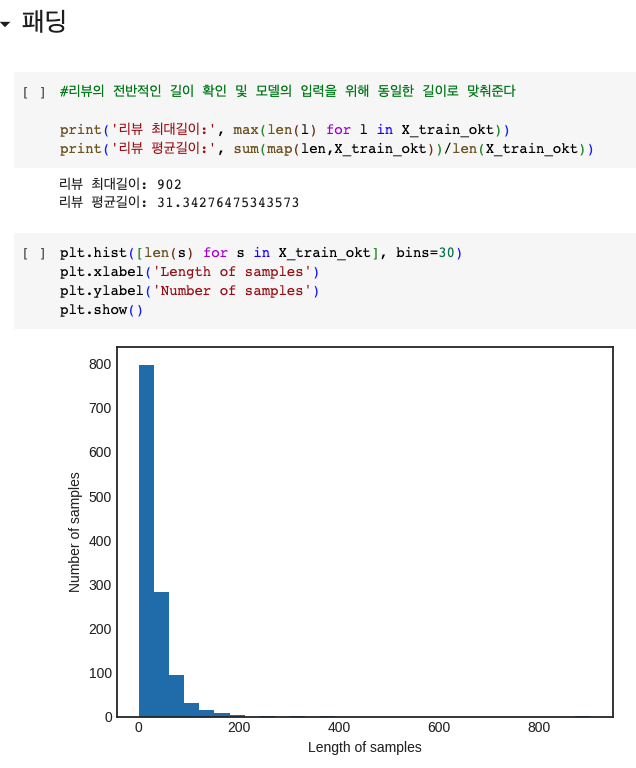 패딩
[ ] #리뷰의 전반적인 길이 확인 및 모델의 입력을 위해 동일한 길이로 맞춰준다
print('리뷰 최대길이:', max(len(l) for l in X_train_okt))
print('리뷰 평균길이:', sum(map(len,X_train_okt))/len(X_train_okt))
리뷰 최대길이: 902
리뷰 평균길이: 31.34276475343573
[ ] plt.hist([len(s) for s in X_train_okt], bins=30)
plt.xlabel('Length of samples')
plt.ylabel('Number of samples')
plt.show()
800
700
600
500
400
300
200
100
0
Number of samples
0 200 400 600 800
Length of samples